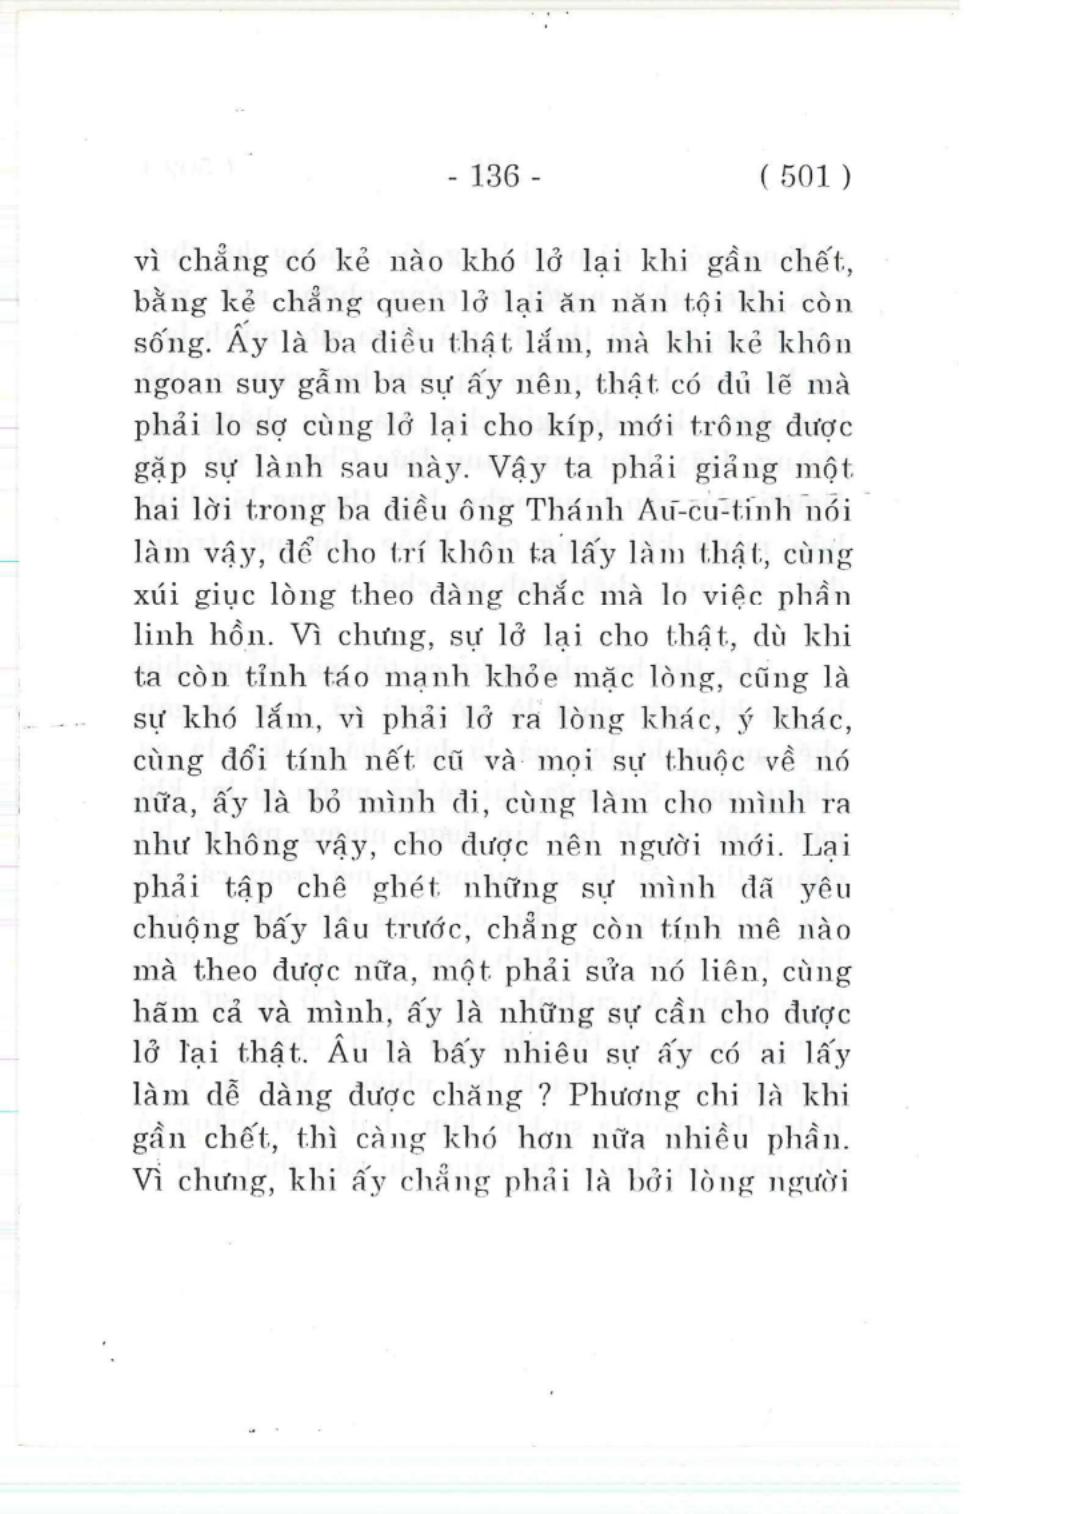 - 136 - ( 501 )
vì chẳng có kẻ nào khó lở lại khi gần chết,
bằng kẻ chẳng quen lở lại ăn năn tội khi còn
sống. Ấy là ba điều thật lắm, mà khi kẻ khôn
ngoan suy gẫm ba sự ấy nên, thật có đủ lẽ mà
phải lo sợ cùng lở lại cho kíp, mới trông được
gặp sự lành sau này. Vậy ta phải giảng một
hai lời trong ba điều ông Thánh Au-cu-tinh nói
làm vậy, để cho trí khôn ta lấy làm thật, cùng
xúi giục lòng theo đàng chắc mà lo việc phần
linh hồn. Vì chưng, sự lở lại cho thật, dù khi
ta còn tỉnh táo mạnh khỏe mặc lòng, cũng là
sự khó lắm, vì phải lở ra lòng khác, ý khác,
cùng đổi tính nết cũ và mọi sự thuộc về nó
nữa, ấy là bỏ mình đi, cùng làm cho mình ra
như không vậy, cho được nên người mới. Lại
phải tập chê ghét những sự mình đã yêu
chuộng bấy lâu trước, chẳng còn tính mê nào
mà theo được nữa, một phải sửa nó liên, cùng
hãm cả và mình, ấy là những sự cần cho được
lở lại thật. Âu là bấy nhiêu sự ấy có ai lấy
làm dễ dàng được chăng ? Phương chi là khi
gần chết, thì càng khó hơn nữa nhiều phần.
Vì chưng, khi ấy chẳng phải là bởi lòng người